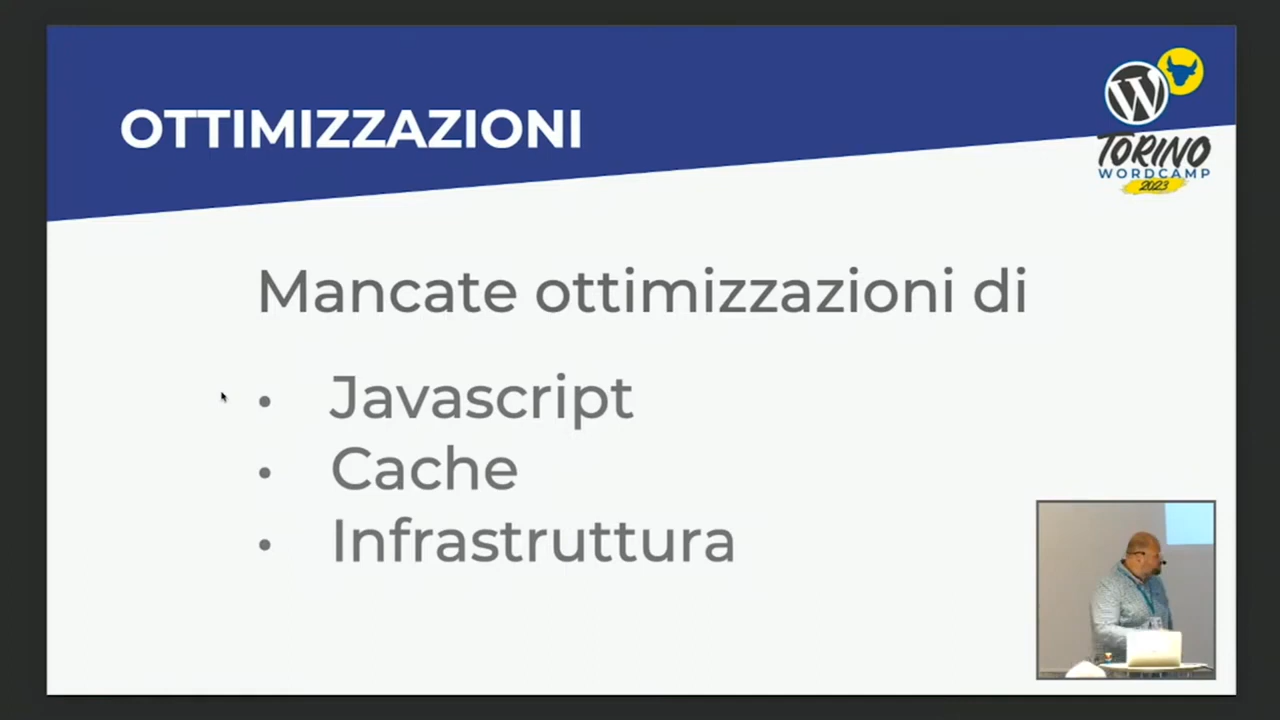 OTTIMIZZAZIONI
TORINO
WORDCAMP
2023
Mancate ottimizzazioni di
• Javascript
• Cache
• Infrastruttura